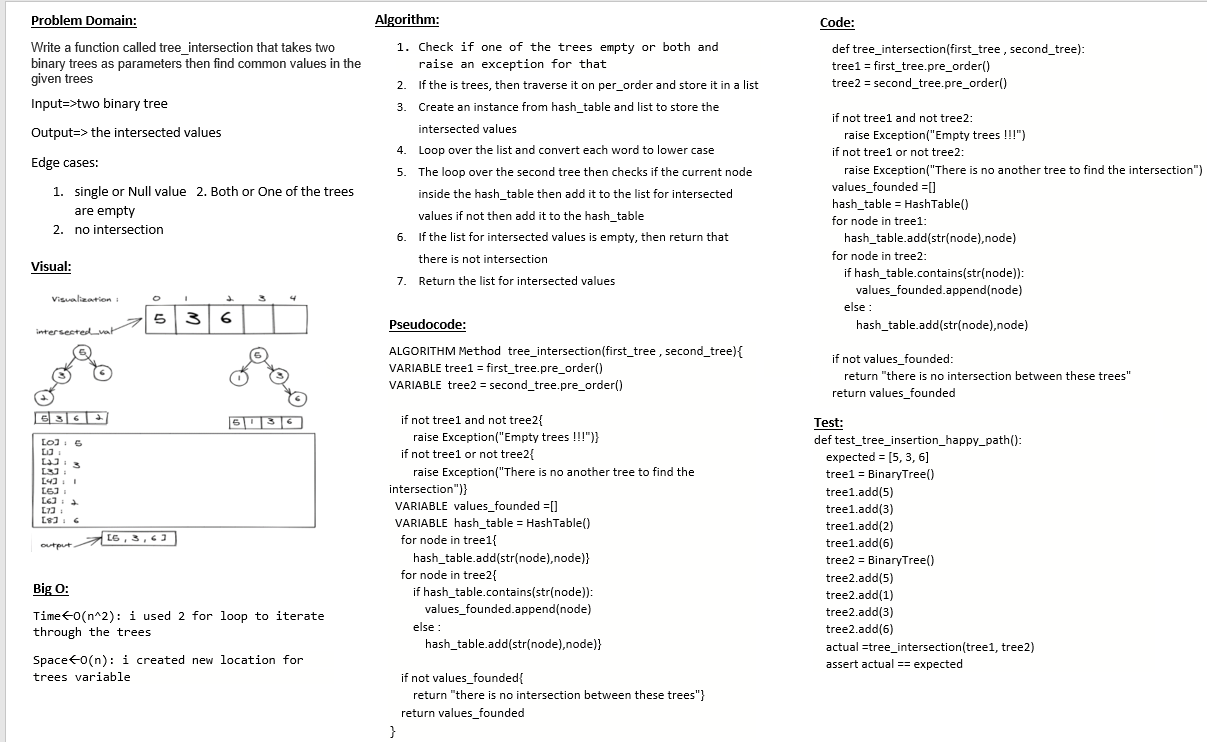 Problem Domain:
Write a function called tree_intersection that takes two
binary trees as parameters then find common values in the
given trees
Input=>two binary tree
Output=> the intersected values
Edge cases:
1. single or Null value 2. Both or One of the trees
are empty
2. no intersection
Visual:
Visualization :
0 1 2 3 4
5 3 6
intersected_val
5
3 6
2
5 3 6 2
5
1 3
6
5 1 3 6
[0] : 5
[1] :
[2] : 3
[3] :
[4] : 1
[5] :
[6] : 2
[7] :
[8] : 6
output
[5, 3, 6]
Big O:
Time←O(n^2): i used 2 for loop to iterate
through the trees
Space←O(n): i created new location for
trees variable
Algorithm:
1. Check if one of the trees empty or both and
raise an exception for that
2. If the is trees, then traverse it on per_order and store it in a list
3. Create an instance from hash_table and list to store the
intersected values
4. Loop over the list and convert each word to lower case
5. The loop over the second tree then checks if the current node
inside the hash_table then add it to the list for intersected
values if not then add it to the hash_table
6. If the list for intersected values is empty, then return that
there is not intersection
7. Return the list for intersected values
Pseudocode:
ALGORITHM Method tree_intersection(first_tree , second_tree){
VARIABLE tree1 = first_tree.pre_order()
VARIABLE tree2 = second_tree.pre_order()
if not tree1 and not tree2{
raise Exception("Empty trees !!!")}
if not tree1 or not tree2{
raise Exception("There is no another tree to find the
intersection")}
VARIABLE values_founded =[]
VARIABLE hash_table = HashTable()
for node in tree1{
hash_table.add(str(node),node)}
for node in tree2{
if hash_table.contains(str(node)):
values_founded.append(node)
else :
hash_table.add(str(node),node)}
if not values_founded{
return "there is no intersection between these trees"}
return values_founded
}
Code:
def tree_intersection(first_tree , second_tree):
tree1 = first_tree.pre_order()
tree2 = second_tree.pre_order()
if not tree1 and not tree2:
raise Exception("Empty trees !!!")
if not tree1 or not tree2:
raise Exception("There is no another tree to find the intersection")
values_founded =[]
hash_table = HashTable()
for node in tree1:
hash_table.add(str(node),node)
for node in tree2:
if hash_table.contains(str(node)):
values_founded.append(node)
else :
hash_table.add(str(node),node)
if not values_founded:
return "there is no intersection between these trees"
return values_founded
Test:
def test_tree_insertion_happy_path():
expected = [5, 3, 6]
tree1 = BinaryTree()
tree1.add(5)
tree1.add(3)
tree1.add(2)
tree1.add(6)
tree2 = BinaryTree()
tree2.add(5)
tree2.add(1)
tree2.add(3)
tree2.add(6)
actual =tree_intersection(tree1, tree2)
assert actual == expected